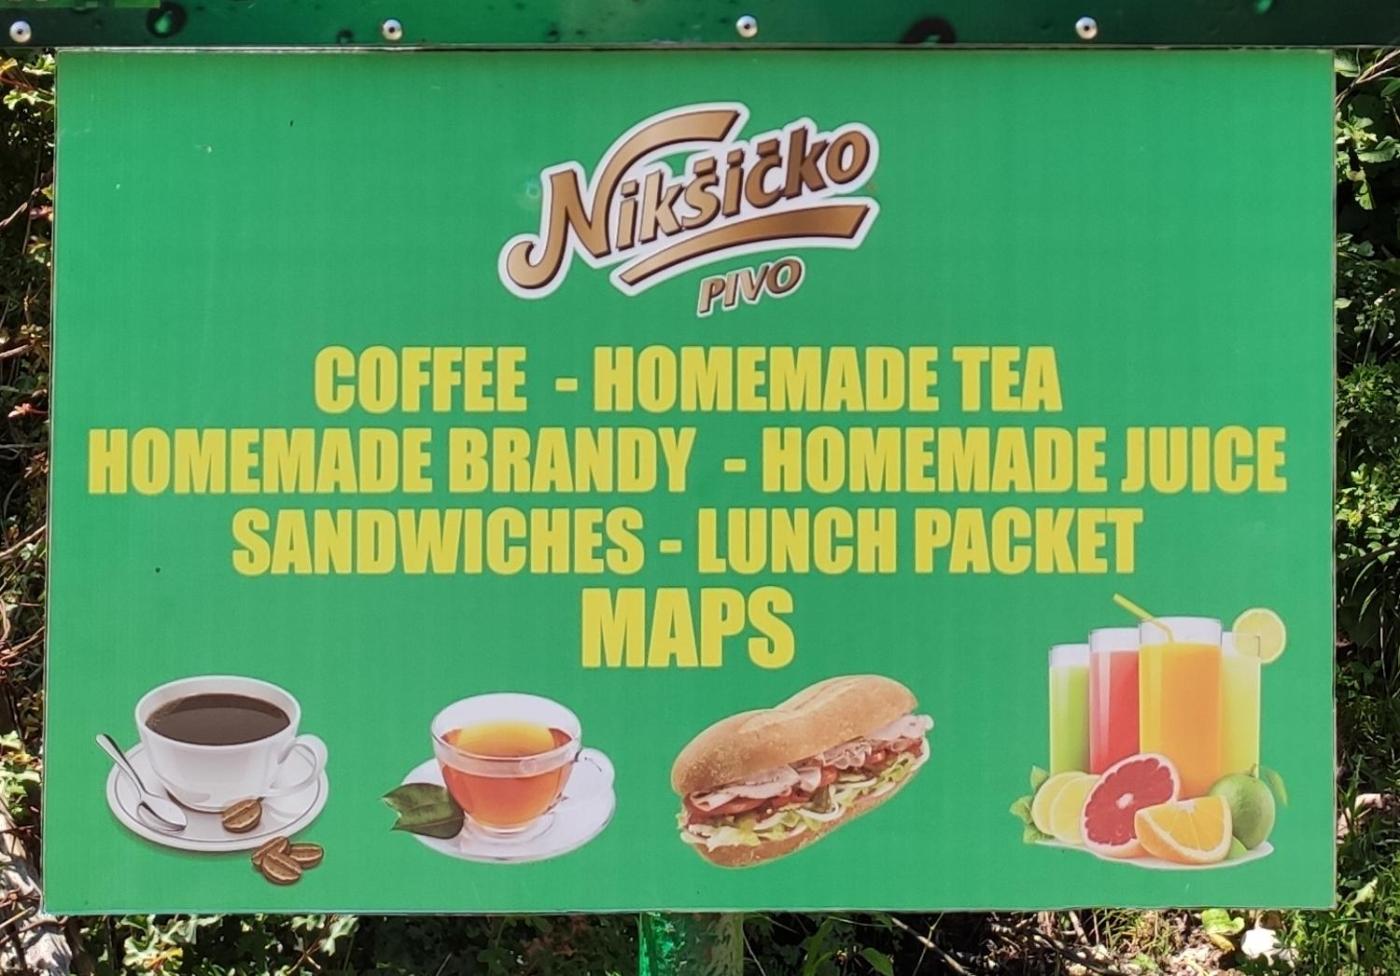 Nikšičko
PIVO
COFFEE - HOMEMADE TEA
HOMEMADE BRANDY - HOMEMADE JUICE
SANDWICHES - LUNCH PACKET
MAPS